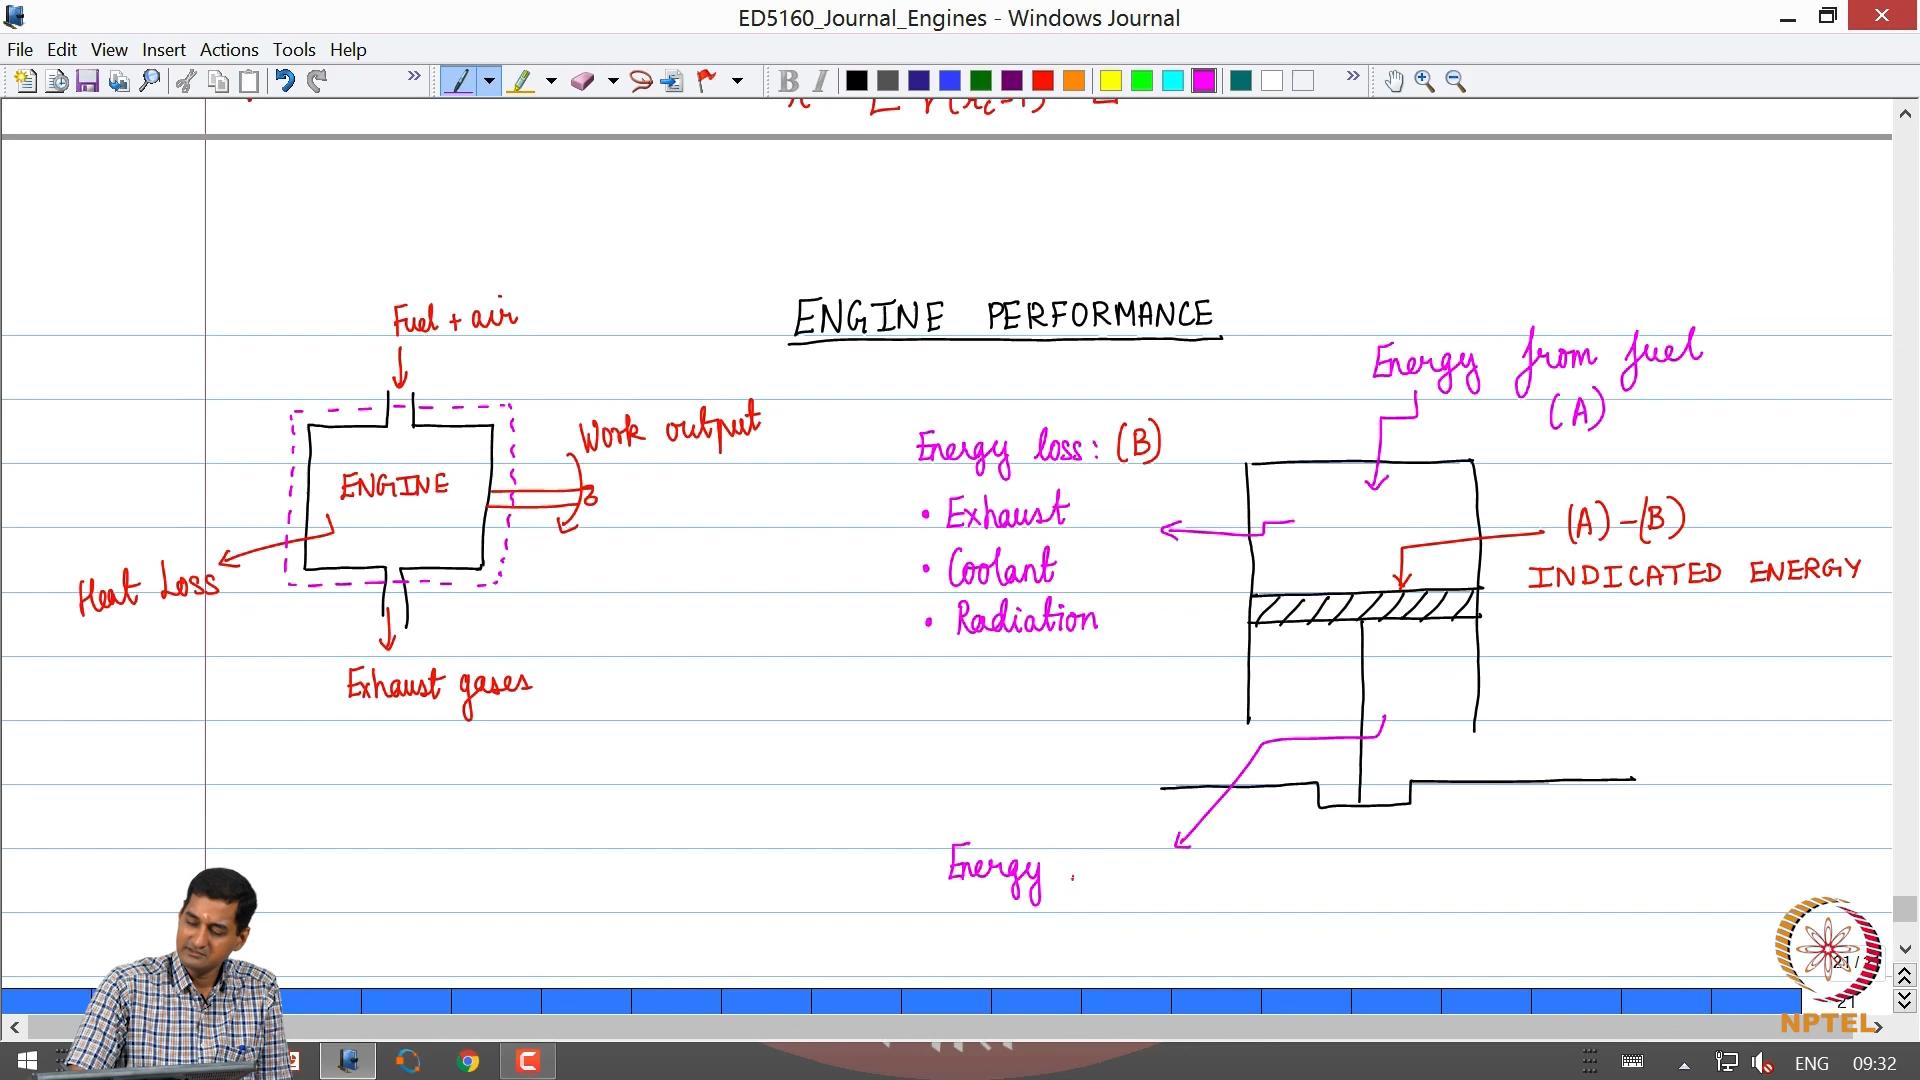 ED5160_Journal_Engines - Windows Journal
File Edit View Insert Actions Tools Help
B I
ENGINE PERFORMANCE
Fuel + air
ENGINE
Work output
Heat Loss
Exhaust gases
Energy from fuel
(A)
Energy loss: (B)
• Exhaust
• Coolant
• Radiation
(A) - (B)
INDICATED ENERGY
Energy
21
NPTEL
ENG 09:32